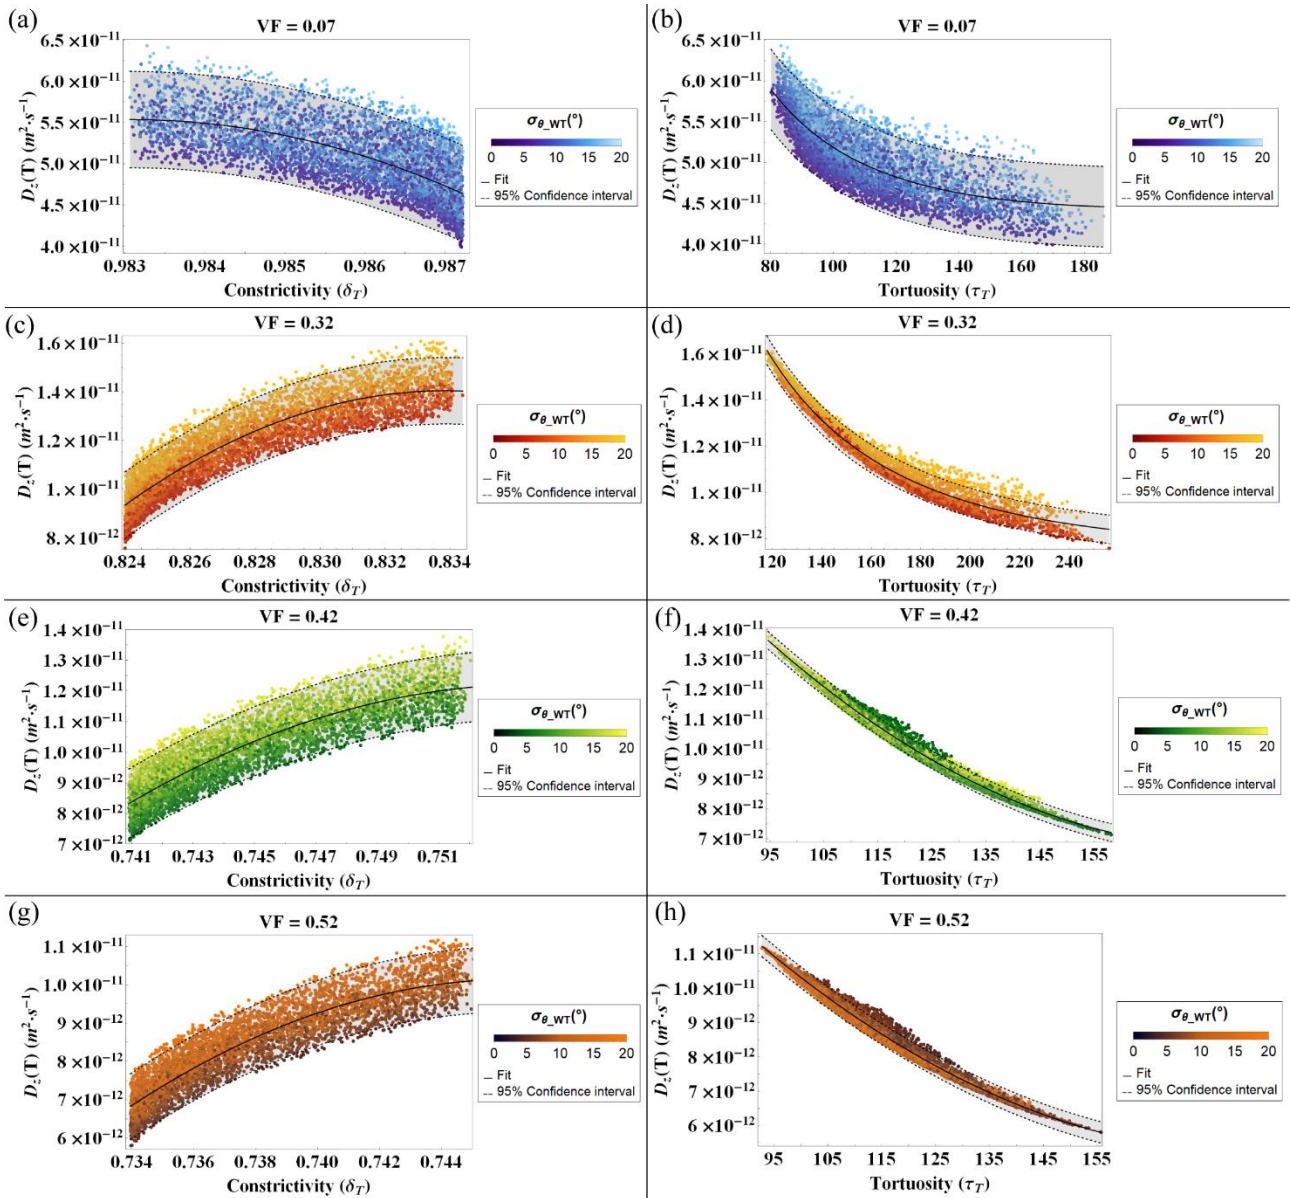 (a)
VF = 0.07
D_z(T) (m²·s⁻¹)
6.5 ×10⁻¹¹
6.0 ×10⁻¹¹
5.5 ×10⁻¹¹
5.0 ×10⁻¹¹
4.5 ×10⁻¹¹
4.0 ×10⁻¹¹
0.983 0.984 0.985 0.986 0.987
Constrictivity (δ_T)
σ_θ_WT(°)
0 5 10 15 20
— Fit
-- 95% Confidence interval
(b)
VF = 0.07
D_z(T) (m²·s⁻¹)
6.5 ×10⁻¹¹
6.0 ×10⁻¹¹
5.5 ×10⁻¹¹
5.0 ×10⁻¹¹
4.5 ×10⁻¹¹
4.0 ×10⁻¹¹
80 100 120 140 160 180
Tortuosity (τ_T)
σ_θ_WT(°)
0 5 10 15 20
— Fit
-- 95% Confidence interval
(c)
VF = 0.32
D_z(T) (m²·s⁻¹)
1.6 ×10⁻¹¹
1.4 ×10⁻¹¹
1.2 ×10⁻¹¹
1. ×10⁻¹¹
8. ×10⁻¹²
0.824 0.826 0.828 0.830 0.832 0.834
Constrictivity (δ_T)
σ_θ_WT(°)
0 5 10 15 20
— Fit
-- 95% Confidence interval
(d)
VF = 0.32
D_z(T) (m²·s⁻¹)
1.6 ×10⁻¹¹
1.4 ×10⁻¹¹
1.2 ×10⁻¹¹
1. ×10⁻¹¹
8. ×10⁻¹²
120 140 160 180 200 220 240
Tortuosity (τ_T)
σ_θ_WT(°)
0 5 10 15 20
— Fit
-- 95% Confidence interval
(e)
VF = 0.42
D_z(T) (m²·s⁻¹)
1.4 ×10⁻¹¹
1.3 ×10⁻¹¹
1.2 ×10⁻¹¹
1.1 ×10⁻¹¹
1.0 ×10⁻¹¹
9 ×10⁻¹²
8 ×10⁻¹²
7 ×10⁻¹²
0.741 0.743 0.745 0.747 0.749 0.751
Constrictivity (δ_T)
σ_θ_WT(°)
0 5 10 15 20
— Fit
-- 95% Confidence interval
(f)
VF = 0.42
D_z(T) (m²·s⁻¹)
1.4 ×10⁻¹¹
1.3 ×10⁻¹¹
1.2 ×10⁻¹¹
1.1 ×10⁻¹¹
1.0 ×10⁻¹¹
9 ×10⁻¹²
8 ×10⁻¹²
7 ×10⁻¹²
95 105 115 125 135 145 155
Tortuosity (τ_T)
σ_θ_WT(°)
0 5 10 15 20
— Fit
-- 95% Confidence interval
(g)
VF = 0.52
D_z(T) (m²·s⁻¹)
1.1 ×10⁻¹¹
1.0 ×10⁻¹¹
9 ×10⁻¹²
8 ×10⁻¹²
7 ×10⁻¹²
6 ×10⁻¹²
0.734 0.736 0.738 0.740 0.742 0.744
Constrictivity (δ_T)
σ_θ_WT(°)
0 5 10 15 20
— Fit
-- 95% Confidence interval
(h)
VF = 0.52
D_z(T) (m²·s⁻¹)
1.1 ×10⁻¹¹
1.0 ×10⁻¹¹
9 ×10⁻¹²
8 ×10⁻¹²
7 ×10⁻¹²
6 ×10⁻¹²
95 105 115 125 135 145 155
Tortuosity (τ_T)
σ_θ_WT(°)
0 5 10 15 20
— Fit
-- 95% Confidence interval